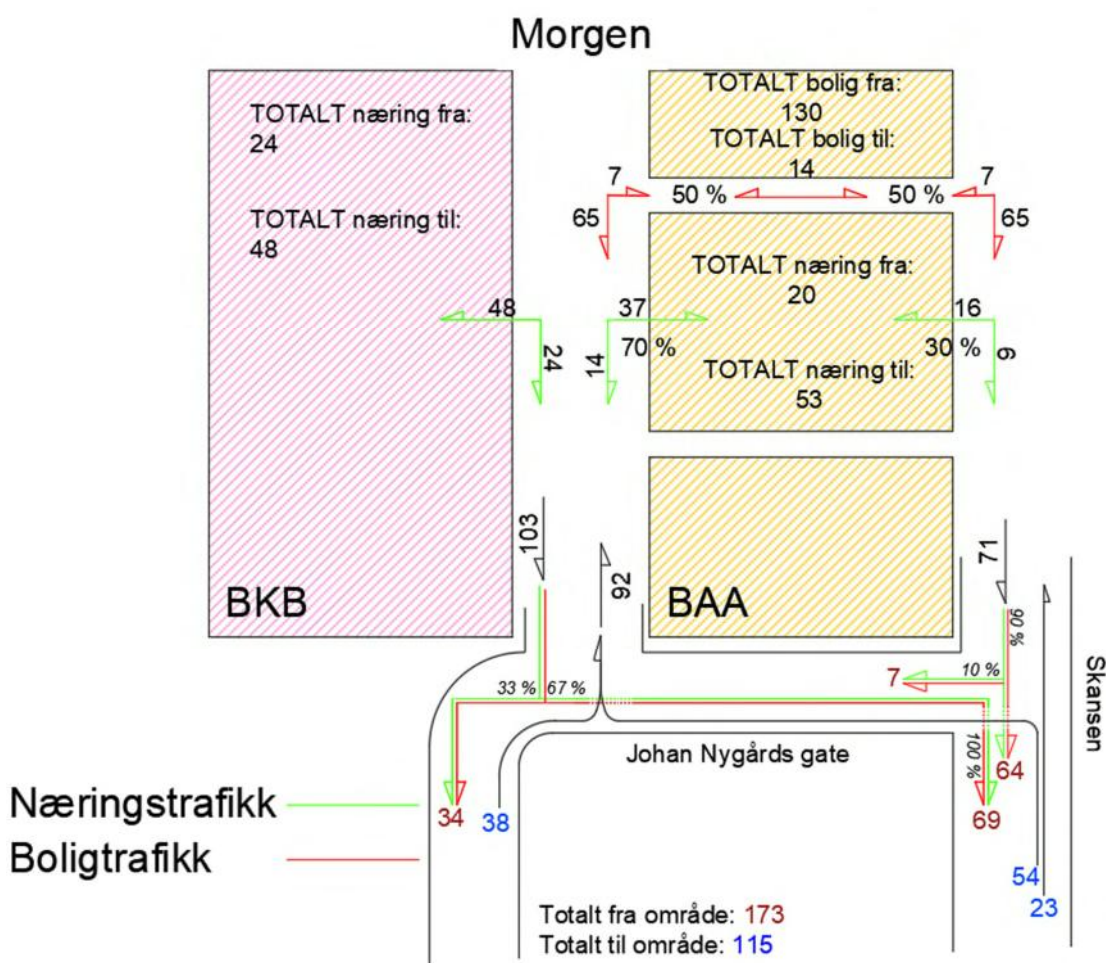 Morgen
TOTALT næring fra:
24
TOTALT næring til:
48
TOTALT bolig fra:
130
TOTALT bolig til:
14
7
50 %
50 %
7
65
65
TOTALT næring fra:
20
48
37
16
24
14
70 %
30 %
6
TOTALT næring til:
53
103
92
71
BKB
BAA
90 %
10 %
7
33 %
67 %
Skansen
Johan Nygårds gate
100 %
64
Næringstrafikk
34
38
69
Boligtrafikk
54
23
Totalt fra område: 173
Totalt til område: 115